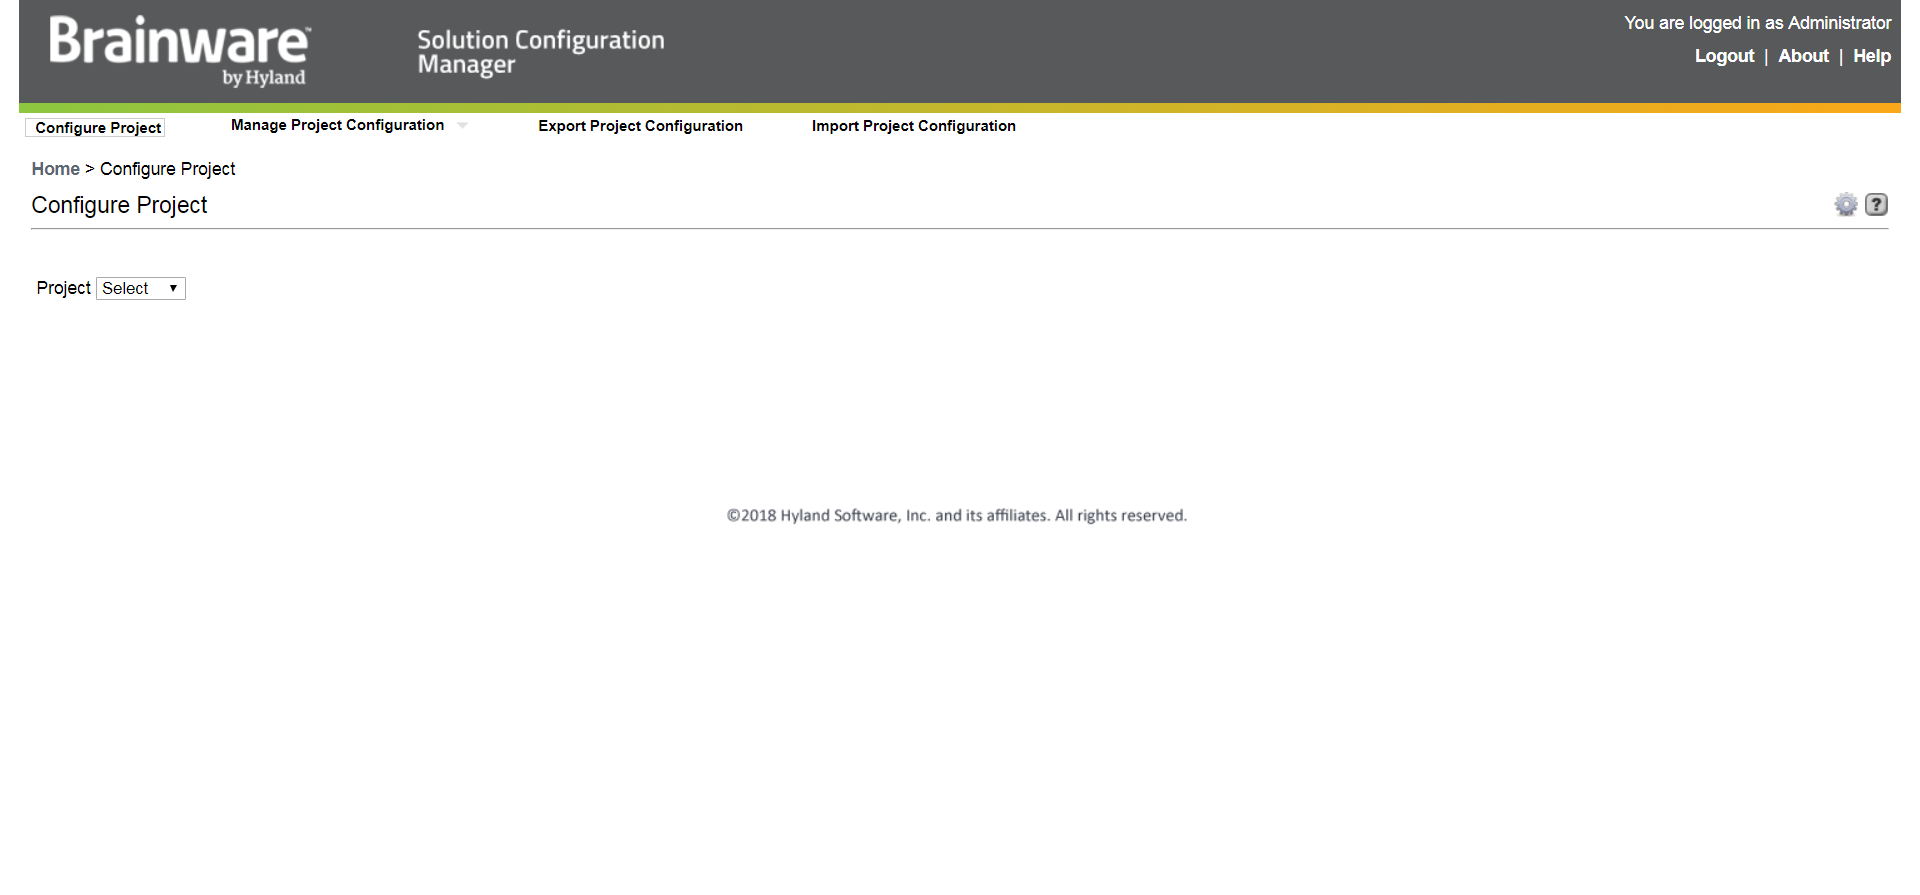 Brainware™
by Hyland
Solution Configuration
Manager
You are logged in as Administrator
Logout | About | Help
Configure Project
Manage Project Configuration
Export Project Configuration
Import Project Configuration
Home > Configure Project
Configure Project
?
Project Select
©2018 Hyland Software, Inc. and its affiliates. All rights reserved.